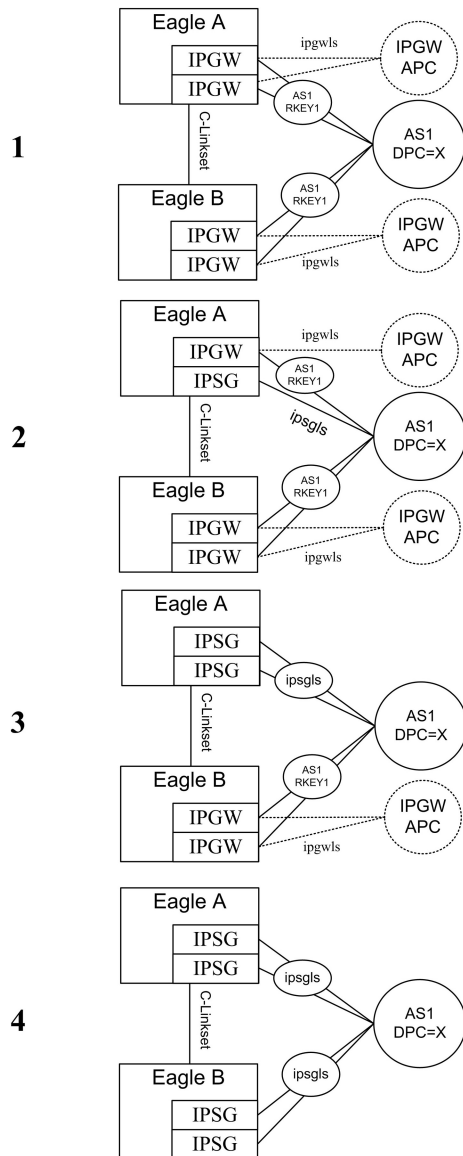 1
Eagle A
IPGW
IPGW
C-Linkset
Eagle B
IPGW
IPGW
ipgwls
AS1
RKEY1
AS1
RKEY1
ipgwls
IPGW
APC
AS1
DPC=X
IPGW
APC
2
Eagle A
IPGW
IPSG
C-Linkset
Eagle B
IPGW
IPGW
ipgwls
AS1
RKEY1
ipsgls
AS1
RKEY1
ipgwls
IPGW
APC
AS1
DPC=X
IPGW
APC
3
Eagle A
IPSG
IPSG
C-Linkset
Eagle B
IPGW
IPGW
ipsgls
AS1
RKEY1
ipgwls
AS1
DPC=X
IPGW
APC
4
Eagle A
IPSG
IPSG
C-Linkset
Eagle B
IPSG
IPSG
ipsgls
ipsgls
AS1
DPC=X